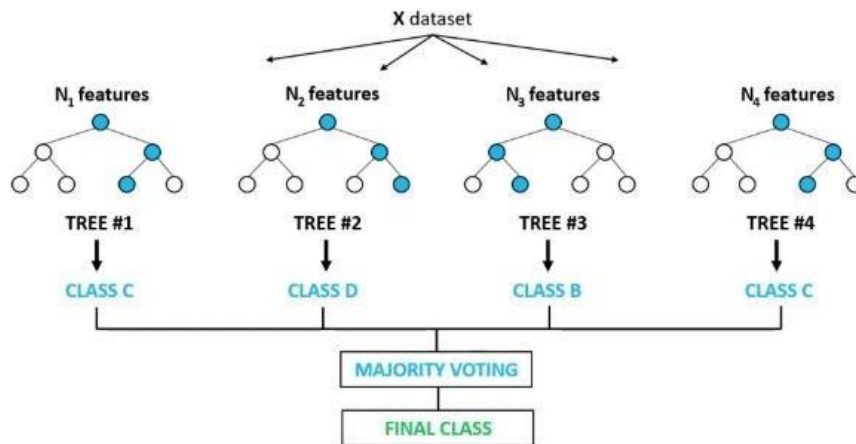 X dataset
N₁ features N₂ features N₃ features N₄ features
TREE #1 TREE #2 TREE #3 TREE #4
CLASS C CLASS D CLASS B CLASS C
MAJORITY VOTING
FINAL CLASS